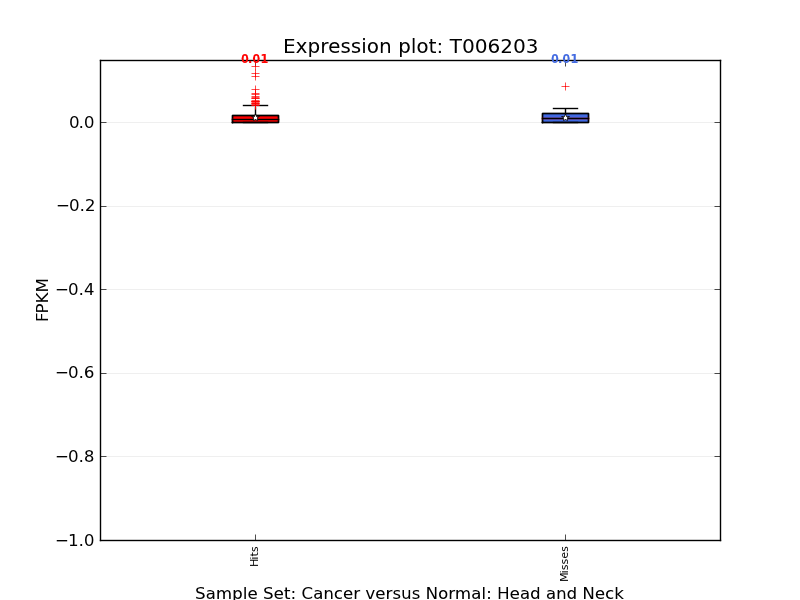 Expression plot: T006203
0.01 0.01
0.0
−0.2
−0.4
−0.6
−0.8
−1.0
FPKM
Hits Misses
Sample Set: Cancer versus Normal: Head and Neck